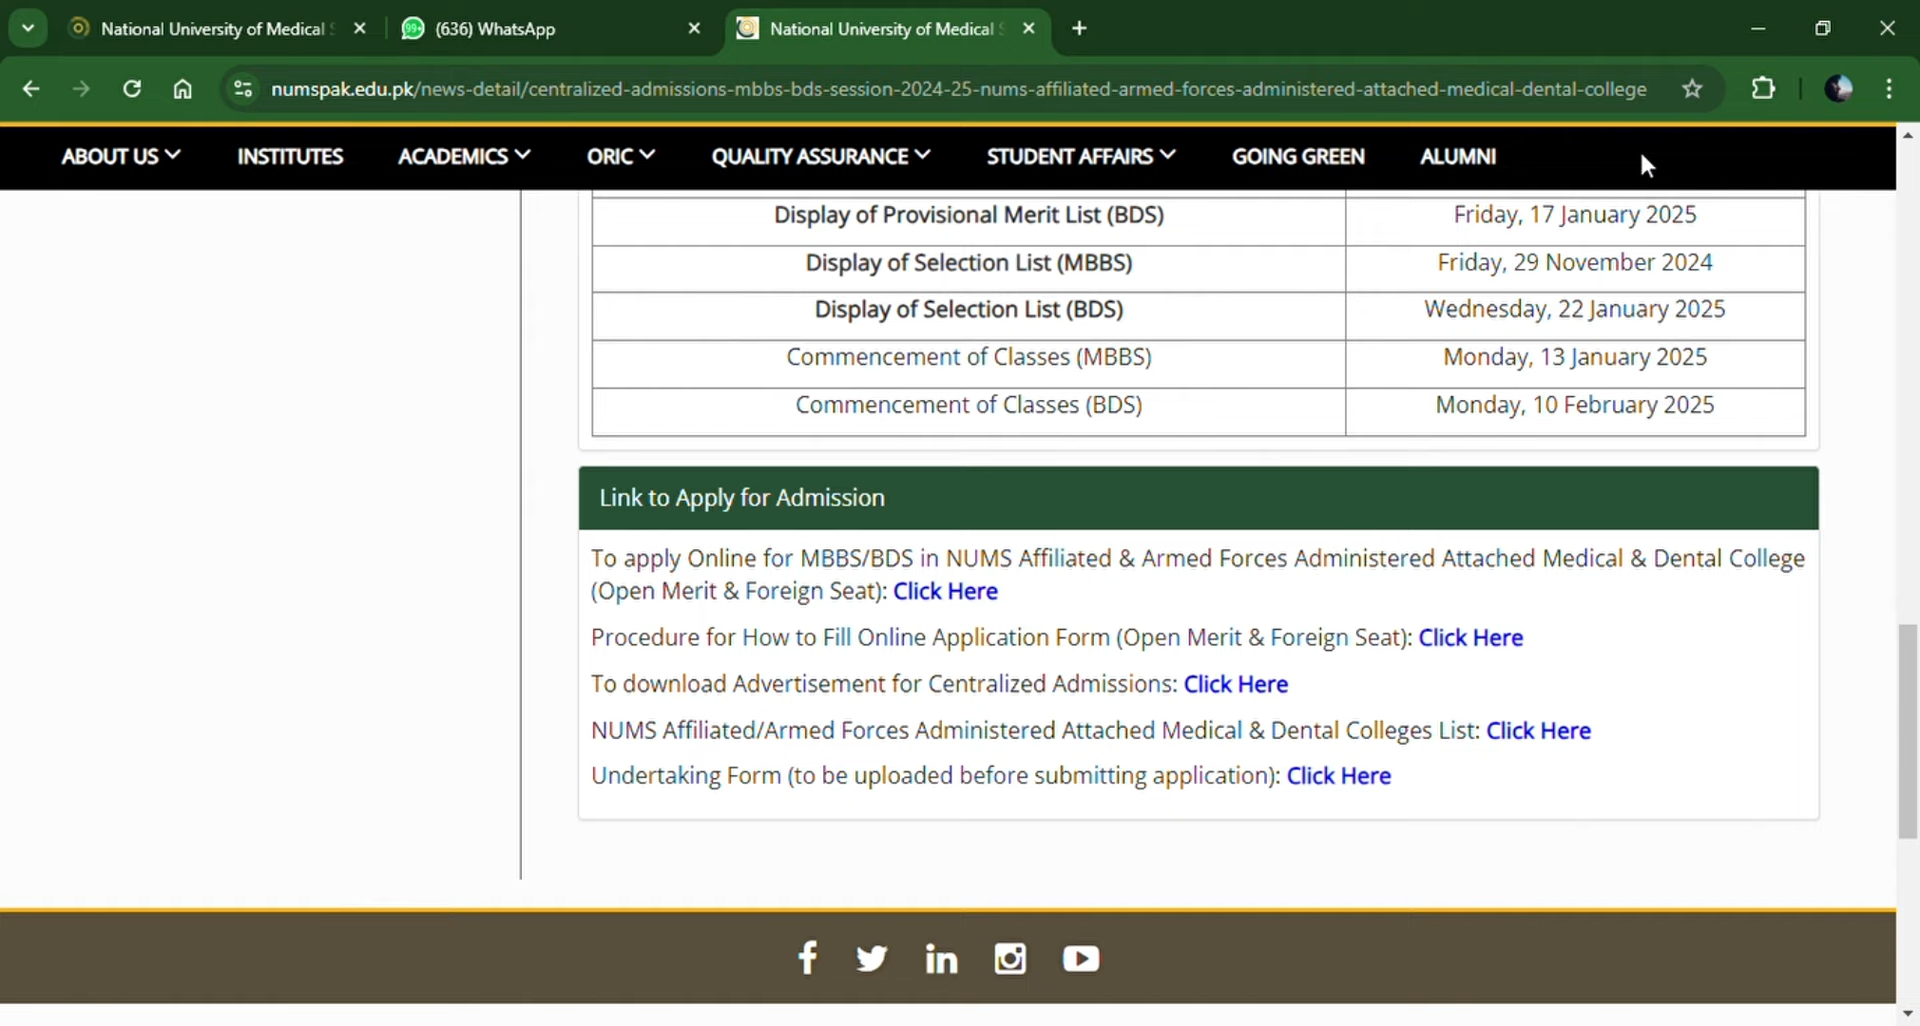 National University of Medical
(636) WhatsApp
National University of Medical
numspak.edu.pk/news-detail/centralized-admissions-mbbs-bds-session-2024-25-nums-affiliated-armed-forces-administered-attached-medical-dental-college
ABOUT US INSTITUTES ACADEMICS ORIC QUALITY ASSURANCE STUDENT AFFAIRS GOING GREEN ALUMNI
Display of Provisional Merit List (BDS) Friday, 17 January 2025
Display of Selection List (MBBS) Friday, 29 November 2024
Display of Selection List (BDS) Wednesday, 22 January 2025
Commencement of Classes (MBBS) Monday, 13 January 2025
Commencement of Classes (BDS) Monday, 10 February 2025
Link to Apply for Admission
To apply Online for MBBS/BDS in NUMS Affiliated & Armed Forces Administered Attached Medical & Dental College
(Open Merit & Foreign Seat): Click Here
Procedure for How to Fill Online Application Form (Open Merit & Foreign Seat): Click Here
To download Advertisement for Centralized Admissions: Click Here
NUMS Affiliated/Armed Forces Administered Attached Medical & Dental Colleges List: Click Here
Undertaking Form (to be uploaded before submitting application): Click Here